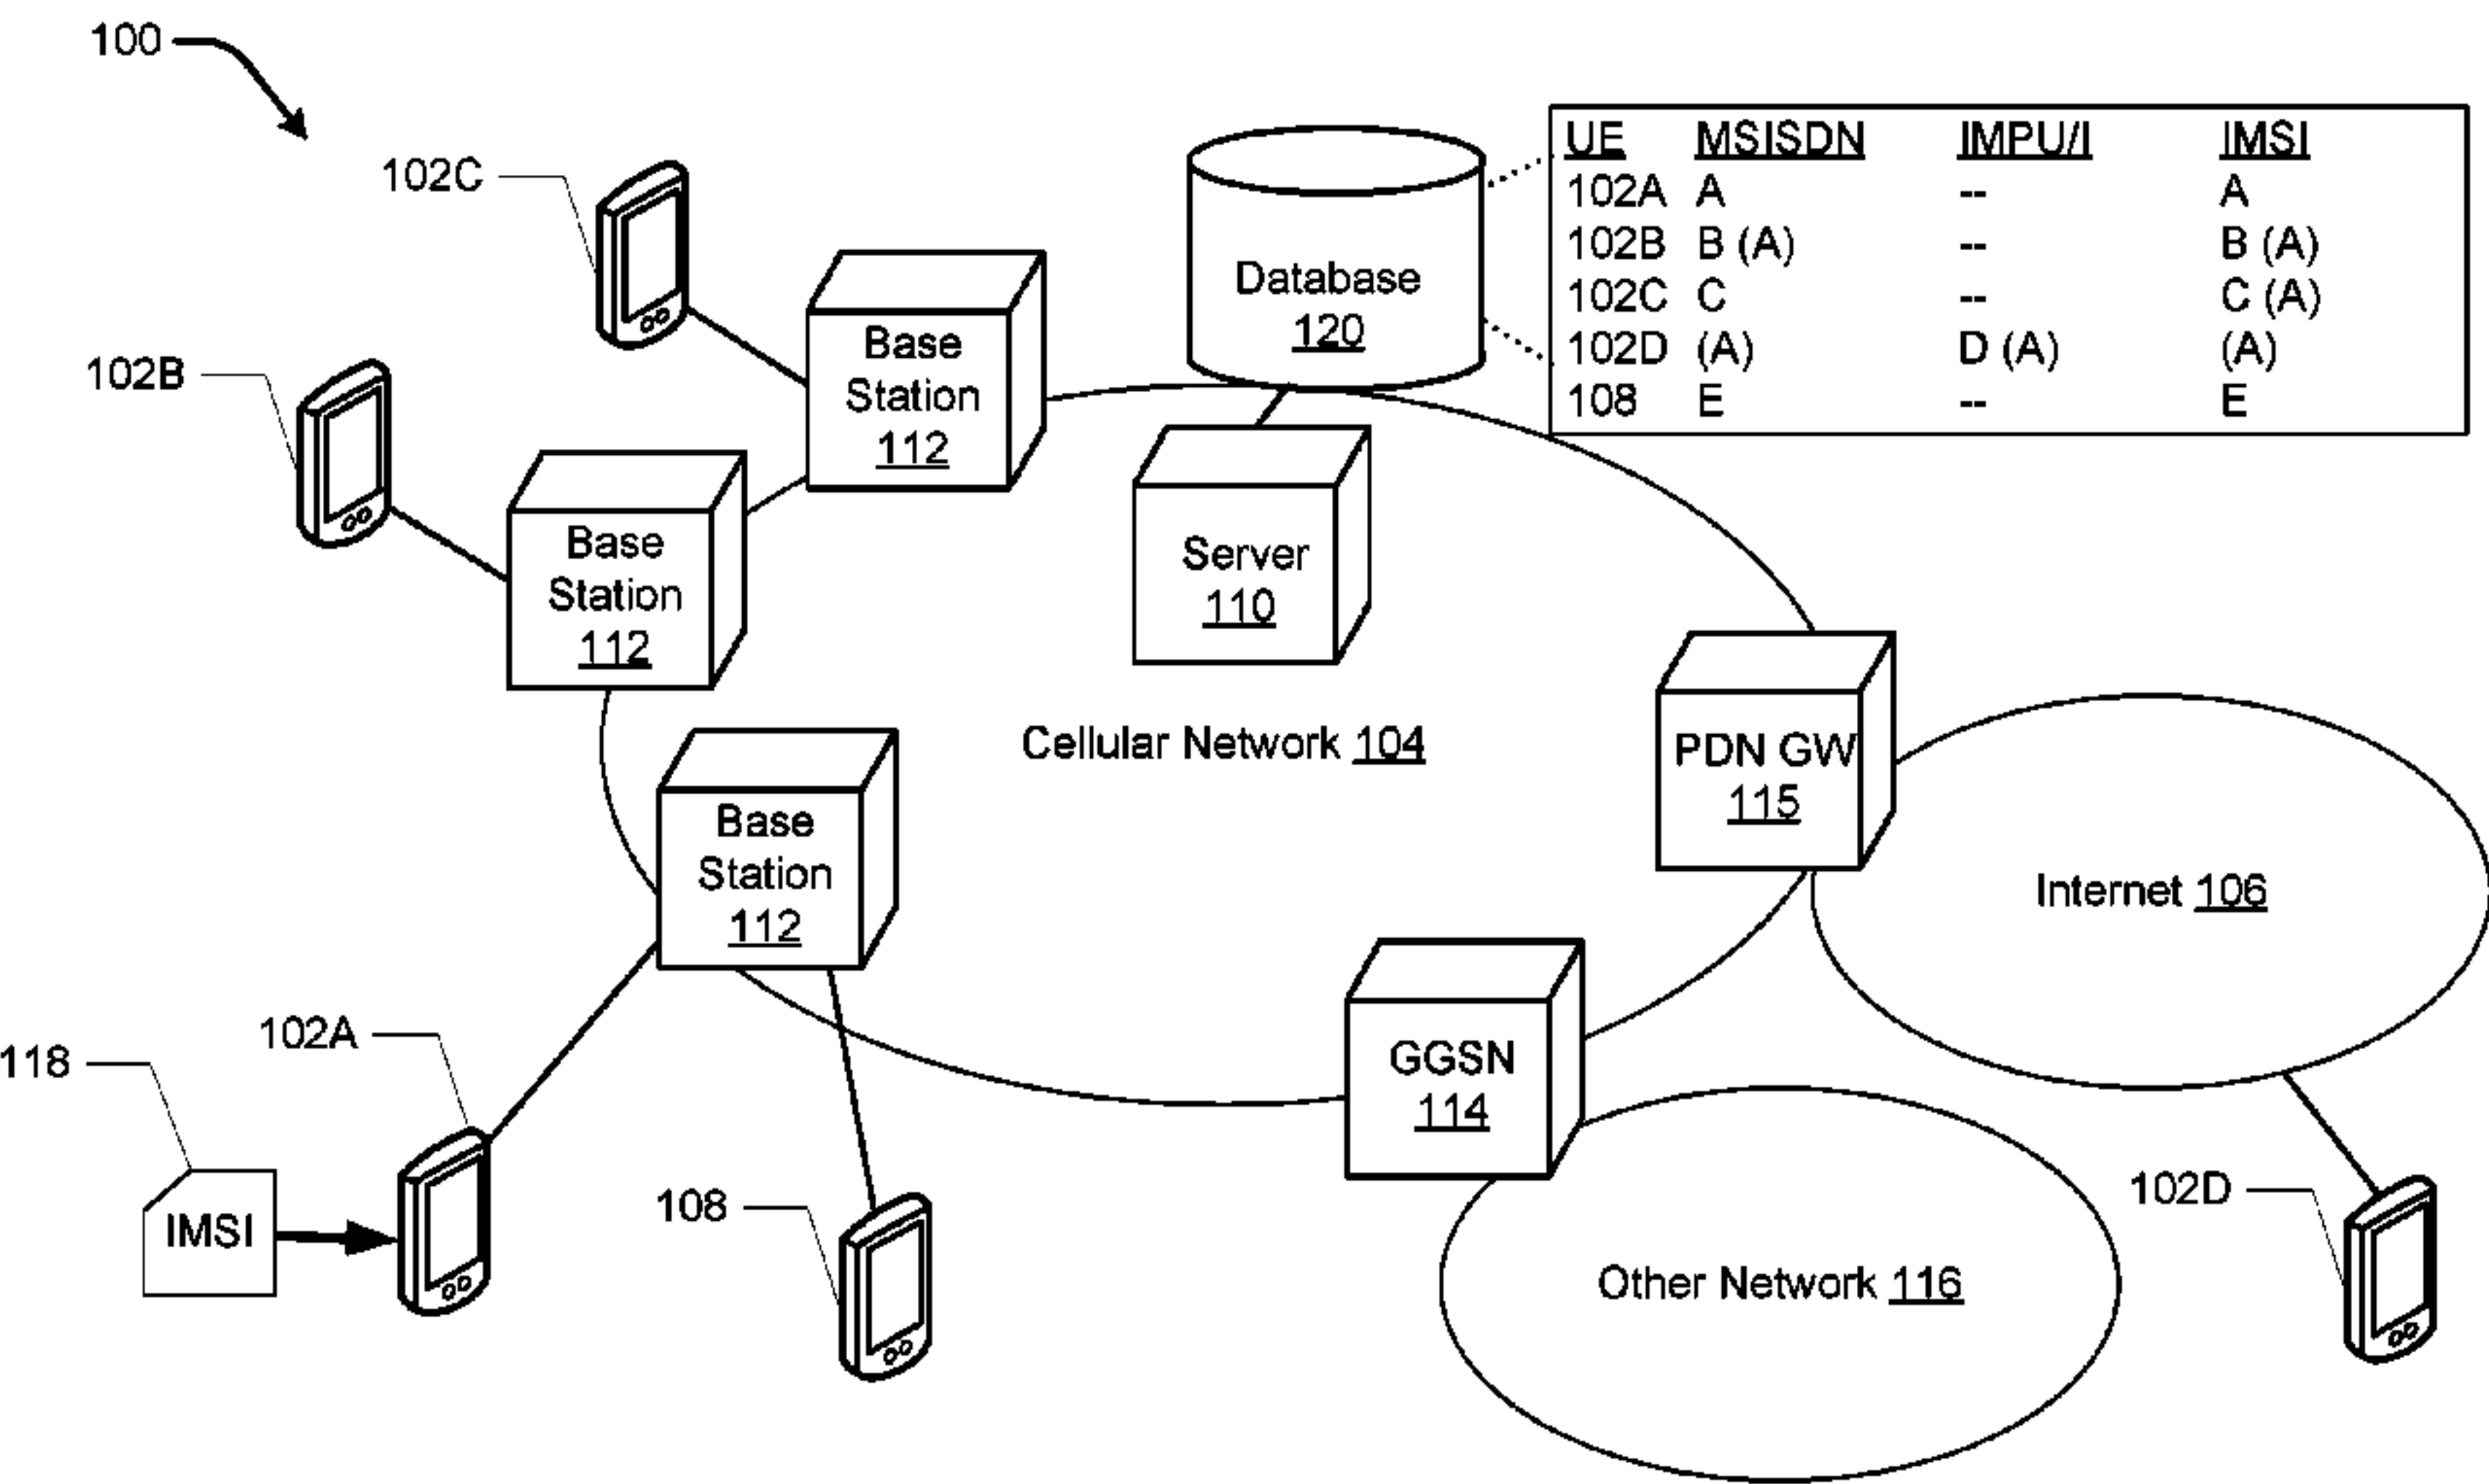 100
102C
102B
Base
Station
112
Base
Station
112
Database
120
UE MSISDN IMPU/I IMSI
102A A -- A
102B B (A) -- B (A)
102C C -- C (A)
102D (A) D (A) (A)
108 E -- E
Server
110
Cellular Network 104
PDN GW
115
Internet 106
Base
Station
112
GGSN
114
102A
118
IMSI
108
Other Network 116
102D